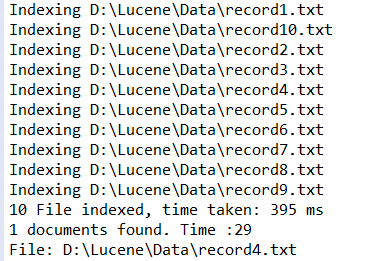 Indexing D:\Lucene\Data\record1.txt
Indexing D:\Lucene\Data\record10.txt
Indexing D:\Lucene\Data\record2.txt
Indexing D:\Lucene\Data\record3.txt
Indexing D:\Lucene\Data\record4.txt
Indexing D:\Lucene\Data\record5.txt
Indexing D:\Lucene\Data\record6.txt
Indexing D:\Lucene\Data\record7.txt
Indexing D:\Lucene\Data\record8.txt
Indexing D:\Lucene\Data\record9.txt
10 File indexed, time taken: 395 ms
1 documents found. Time :29
File: D:\Lucene\Data\record4.txt